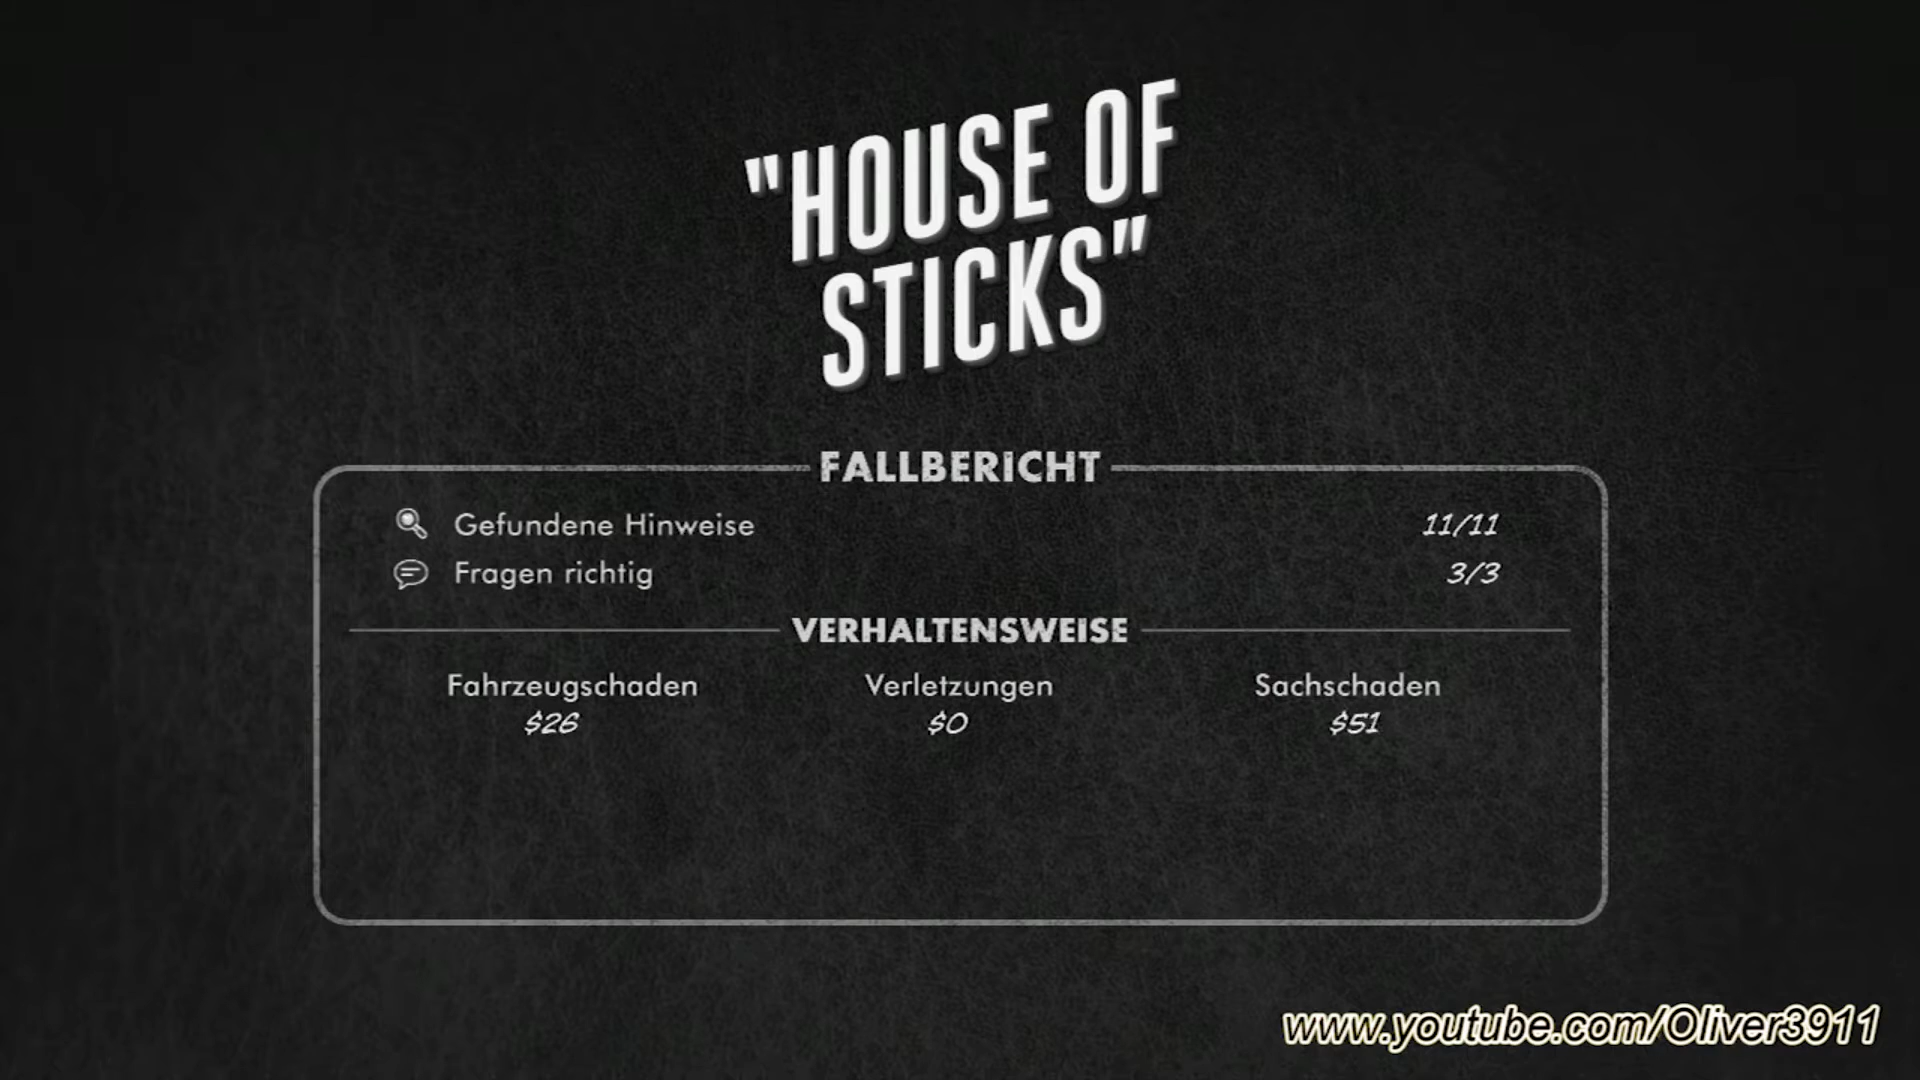 "HOUSE OF
STICKS"
FALLBERICHT
Gefundene Hinweise 11/11
Fragen richtig 3/3
VERHALTENSWEISE
Fahrzeugschaden Verletzungen Sachschaden
$26 $0 $51
www.youtube.com/Oliver3911